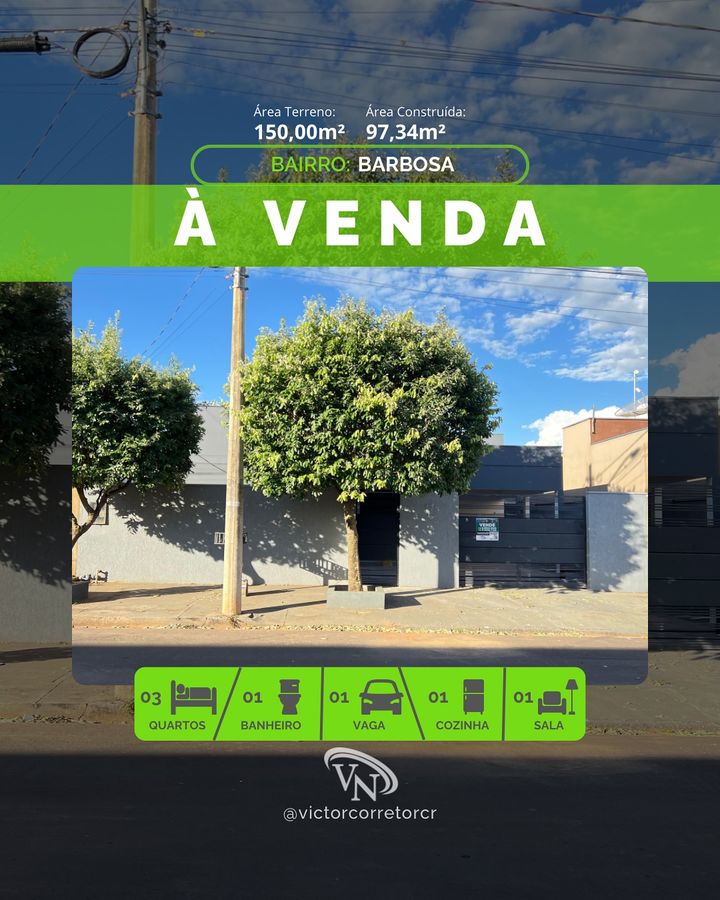 Área Terreno: Área Construída:
150,00m² 97,34m²
BAIRRO: BARBOSA
À VENDA
VENDE
03 01 01 01 01
QUARTOS BANHEIRO VAGA COZINHA SALA
VN
@victorcorretorcr